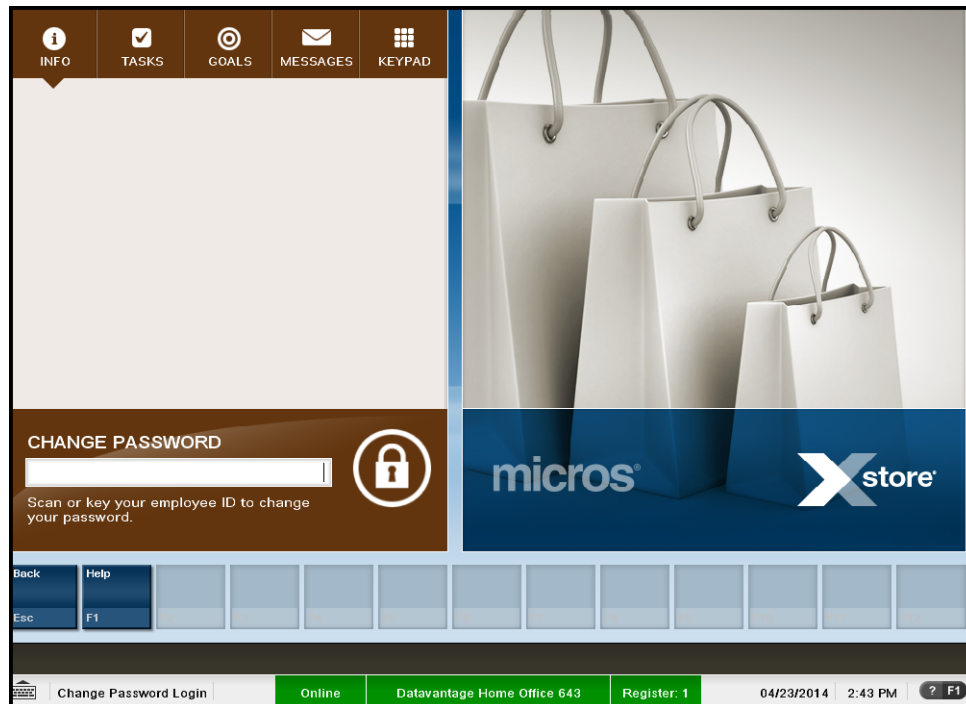 INFO
TASKS
GOALS
MESSAGES
KEYPAD
CHANGE PASSWORD
Scan or key your employee ID to change
your password.
micros®
Xstore
Back
Esc
Help
F1
Change Password Login
Online
Datavantage Home Office 643
Register: 1
04/23/2014
2:43 PM
? F1